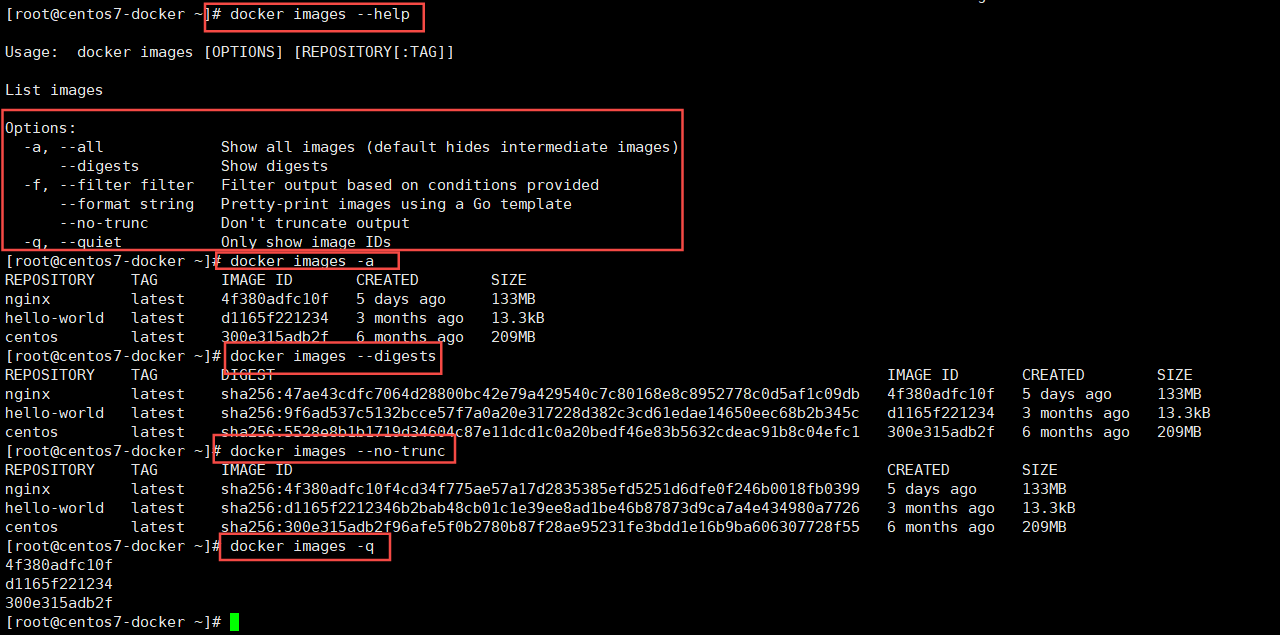 [root@centos7-docker ~]# docker images --help

Usage:  docker images [OPTIONS] [REPOSITORY[:TAG]]

List images

Options:
  -a, --all             Show all images (default hides intermediate images)
      --digests         Show digests
  -f, --filter filter   Filter output based on conditions provided
      --format string   Pretty-print images using a Go template
      --no-trunc        Don't truncate output
  -q, --quiet           Only show image IDs
[root@centos7-docker ~]# docker images -a
REPOSITORY    TAG       IMAGE ID       CREATED        SIZE
nginx         latest    4f380adfc10f   5 days ago     133MB
hello-world   latest    d1165f221234   3 months ago   13.3kB
centos        latest    300e315adb2f   6 months ago   209MB
[root@centos7-docker ~]# docker images --digests
REPOSITORY    TAG       DIGEST                                                                    IMAGE ID       CREATED        SIZE
nginx         latest    sha256:47ae43cdfc7064d28800bc42e79a429540c7c80168e8c8952778c0d5af1c09db   4f380adfc10f   5 days ago     133MB
hello-world   latest    sha256:9f6ad537c5132bcce57f7a0a20e317228d382c3cd61edae14650eec68b2b345c   d1165f221234   3 months ago   13.3kB
centos        latest    sha256:5528e8b1b1719d34604c87e11dcd1c0a20bedf46e83b5632cdeac91b8c04efc1   300e315adb2f   6 months ago   209MB
[root@centos7-docker ~]# docker images --no-trunc
REPOSITORY    TAG       IMAGE ID                                                                  CREATED        SIZE
nginx         latest    sha256:4f380adfc10f4cd34f775ae57a17d2835385efd5251d6dfe0f246b0018fb0399   5 days ago     133MB
hello-world   latest    sha256:d1165f2212346b2bab48cb01c1e39ee8ad1be46b87873d9ca7a4e434980a7726   3 months ago   13.3kB
centos        latest    sha256:300e315adb2f96afe5f0b2780b87f28ae95231fe3bdd1e16b9ba606307728f55   6 months ago   209MB
[root@centos7-docker ~]# docker images -q
4f380adfc10f
d1165f221234
300e315adb2f
[root@centos7-docker ~]#